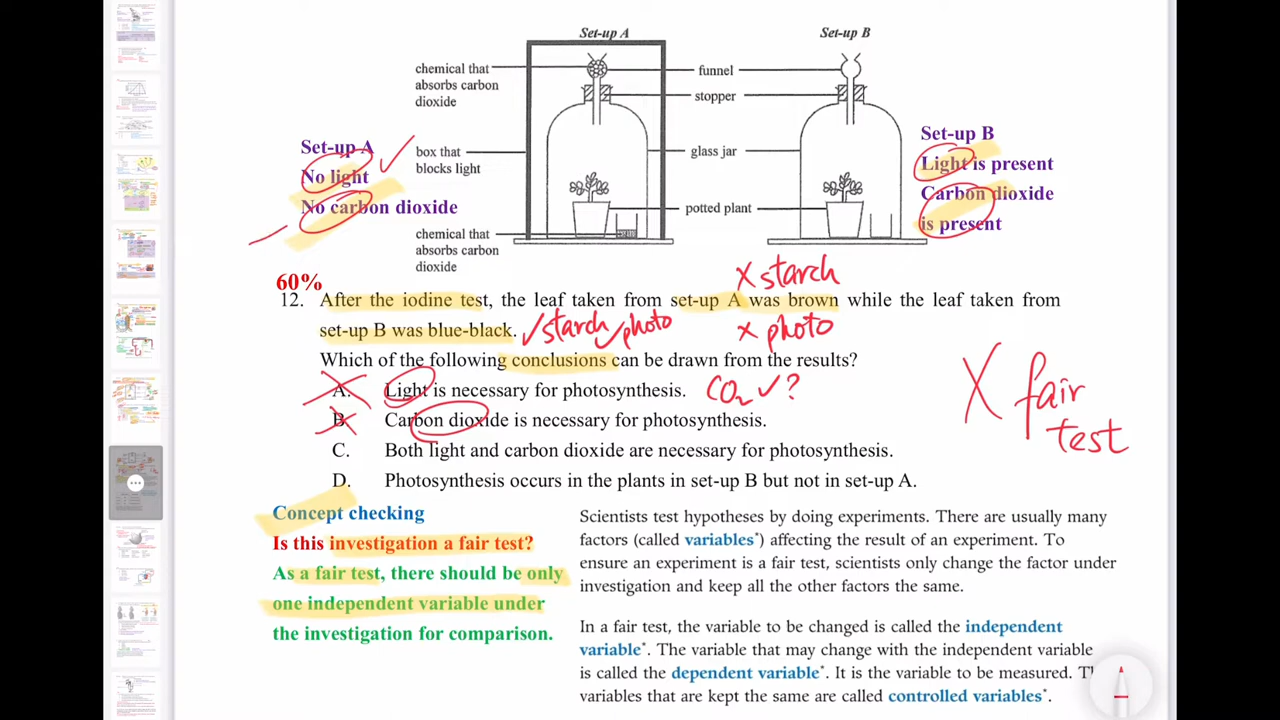 Set-up A
Set-up B
chemical that
absorbs carbon
dioxide
funnel
stopper
Set-up A
No light
No carbon dioxide
box that
blocks light
glass jar
Set-up B
Light is present
Carbon dioxide
is present
potted plant
chemical that
absorbs carbon
dioxide
X starch
60%
12. After the iodine test, the leaf taken from set-up A was brown while the leaf taken from
set-up B was blue-black.
✓starch ✓photo
X photo
Which of the following conclusions can be drawn from the results?
A. Light is necessary for photosynthesis.
CO2 ✓?
B. Carbon dioxide is necessary for photosynthesis.
C. Both light and carbon dioxide are necessary for photosynthesis.
D. Photosynthesis occurs in the plants in set-up B but not in set-up A.
X fair
test
Concept checking
Is this investigation a fair test?
As a fair test, there should be only
one independent variable under
the investigation for comparison.
Scientists test hypotheses by doing experiments. There are usually many
factors (called variables*) affecting the result of an experiment. To
ensure an experiment is a fair test, scientists only change the factor under
investigation and keep all the other factors the same.
In a fair test, the variable to be changed is called the independent
variable*. The variable that may change with the independent variable
is called the dependent variable*. It is the variable to be measured. Th
variables that are kept the same are called controlled variables*.